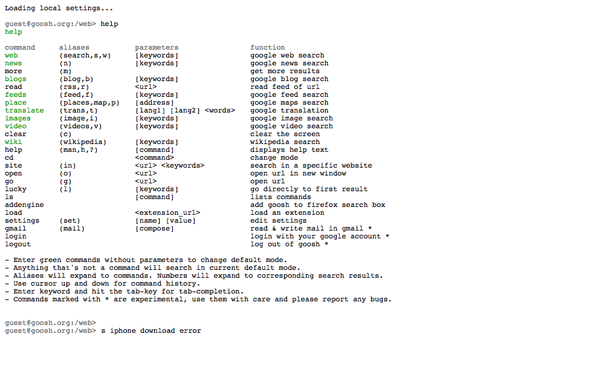 Loading local settings...
guest@goosh.org:/web> help
help
command aliases parameters function
web (search,s,w) [keywords] google web search
news (n) [keywords] google news search
more (m) get more results
blogs (blog,b) [keywords] google blog search
read (rss,r) <url> read feed of url
feeds (feed,f) [keywords] google feed search
place (places,map,p) [address] google maps search
translate (trans,t) [lang1] [lang2] <words> google translation
images (image,i) [keywords] google image search
video (videos,v) [keywords] google video search
clear (c) clear the screen
wiki (wikipedia) [keywords] wikipedia search
help (man,h,?) [command] displays help text
cd <command> change mode
site (in) <url> <keywords> search in a specific website
open (o) <url> open url in new window
go (g) <url> open url
lucky (l) [keywords] go directly to first result
ls [command] lists commands
addengine add goosh to firefox search box
load <extension_url> load an extension
settings (set) [name] [value] edit settings
gmail (mail) [compose] read & write mail in gmail *
login login with your google account *
logout log out of goosh *
- Enter green commands without parameters to change default mode.
- Anything that's not a command will search in current default mode.
- Aliases will expand to commands. Numbers will expand to corresponding search results.
- Use cursor up and down for command history.
- Enter keyword and hit the tab-key for tab-completion.
- Commands marked with * are experimental, use them with care and please report any bugs.
guest@goosh.org:/web>
guest@goosh.org:/web> s iphone download error